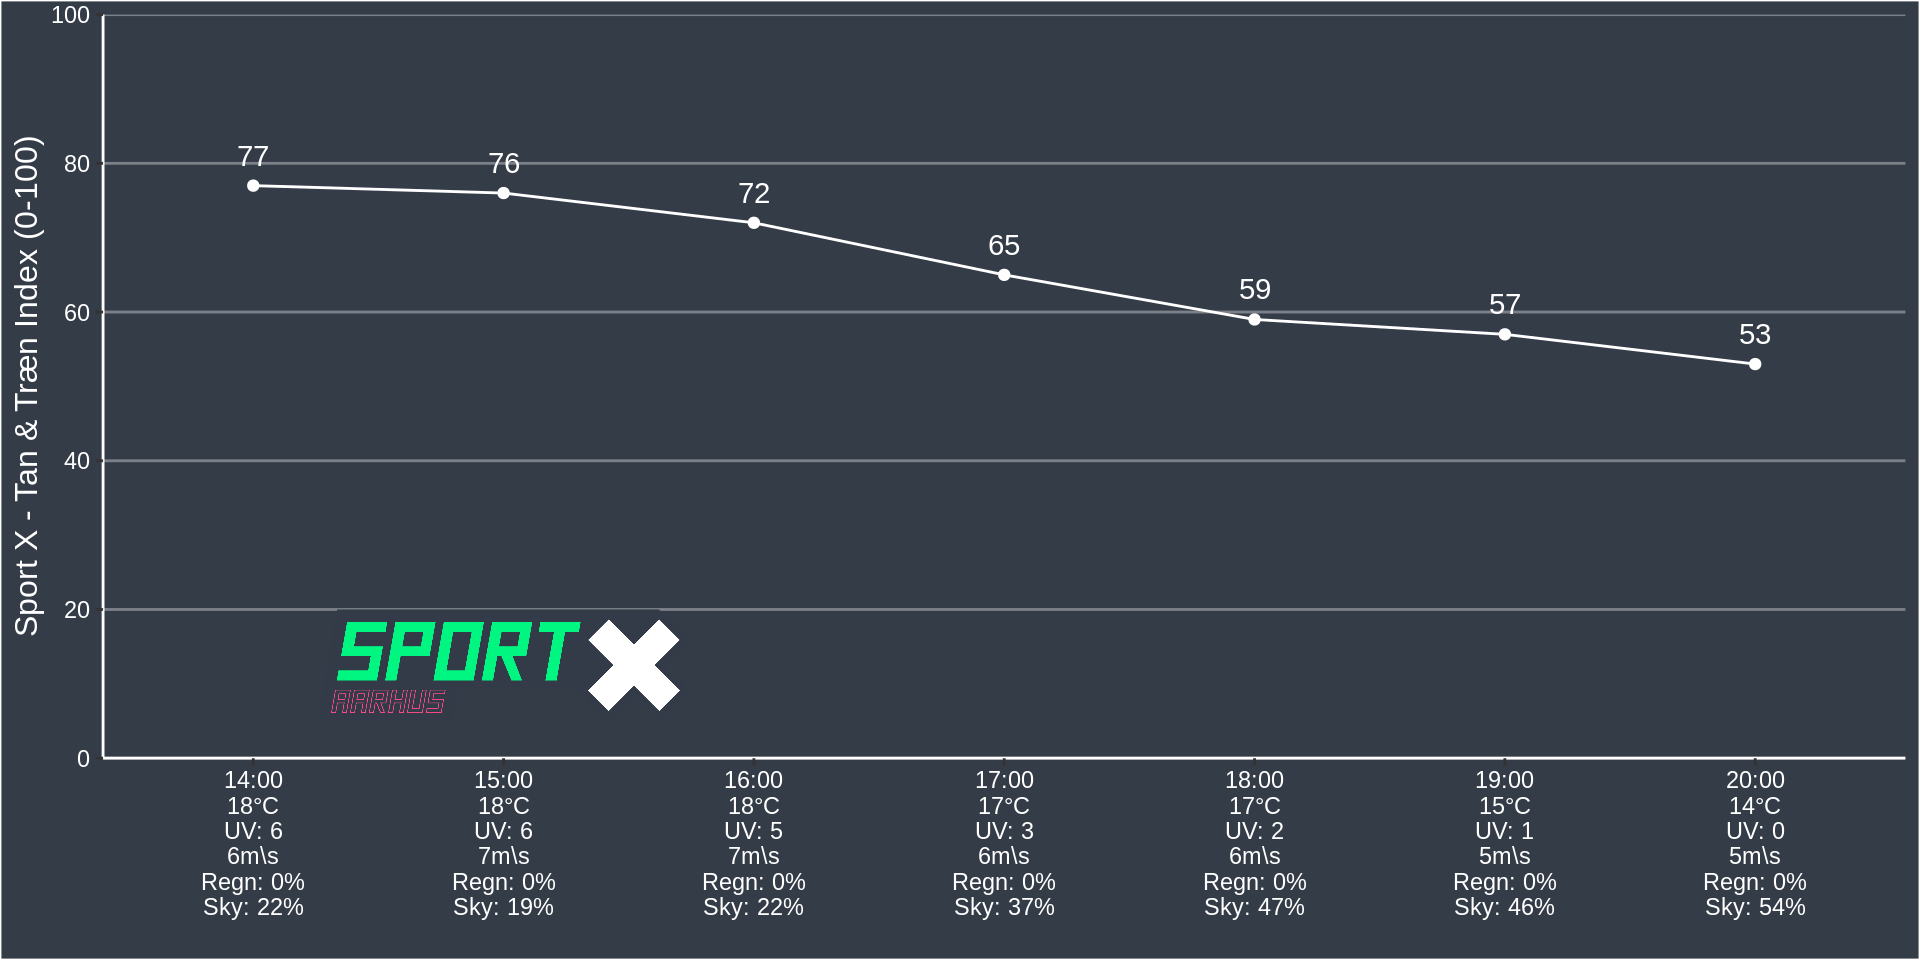 Sport X - Tan & Træn Index (0-100)
100
80
60
40
20
0
77
76
72
65
59
57
53
SPORT X
AARHUS
14:00
18°C
UV: 6
6m\s
Regn: 0%
Sky: 22%
15:00
18°C
UV: 6
7m\s
Regn: 0%
Sky: 19%
16:00
18°C
UV: 5
7m\s
Regn: 0%
Sky: 22%
17:00
17°C
UV: 3
6m\s
Regn: 0%
Sky: 37%
18:00
17°C
UV: 2
6m\s
Regn: 0%
Sky: 47%
19:00
15°C
UV: 1
5m\s
Regn: 0%
Sky: 46%
20:00
14°C
UV: 0
5m\s
Regn: 0%
Sky: 54%